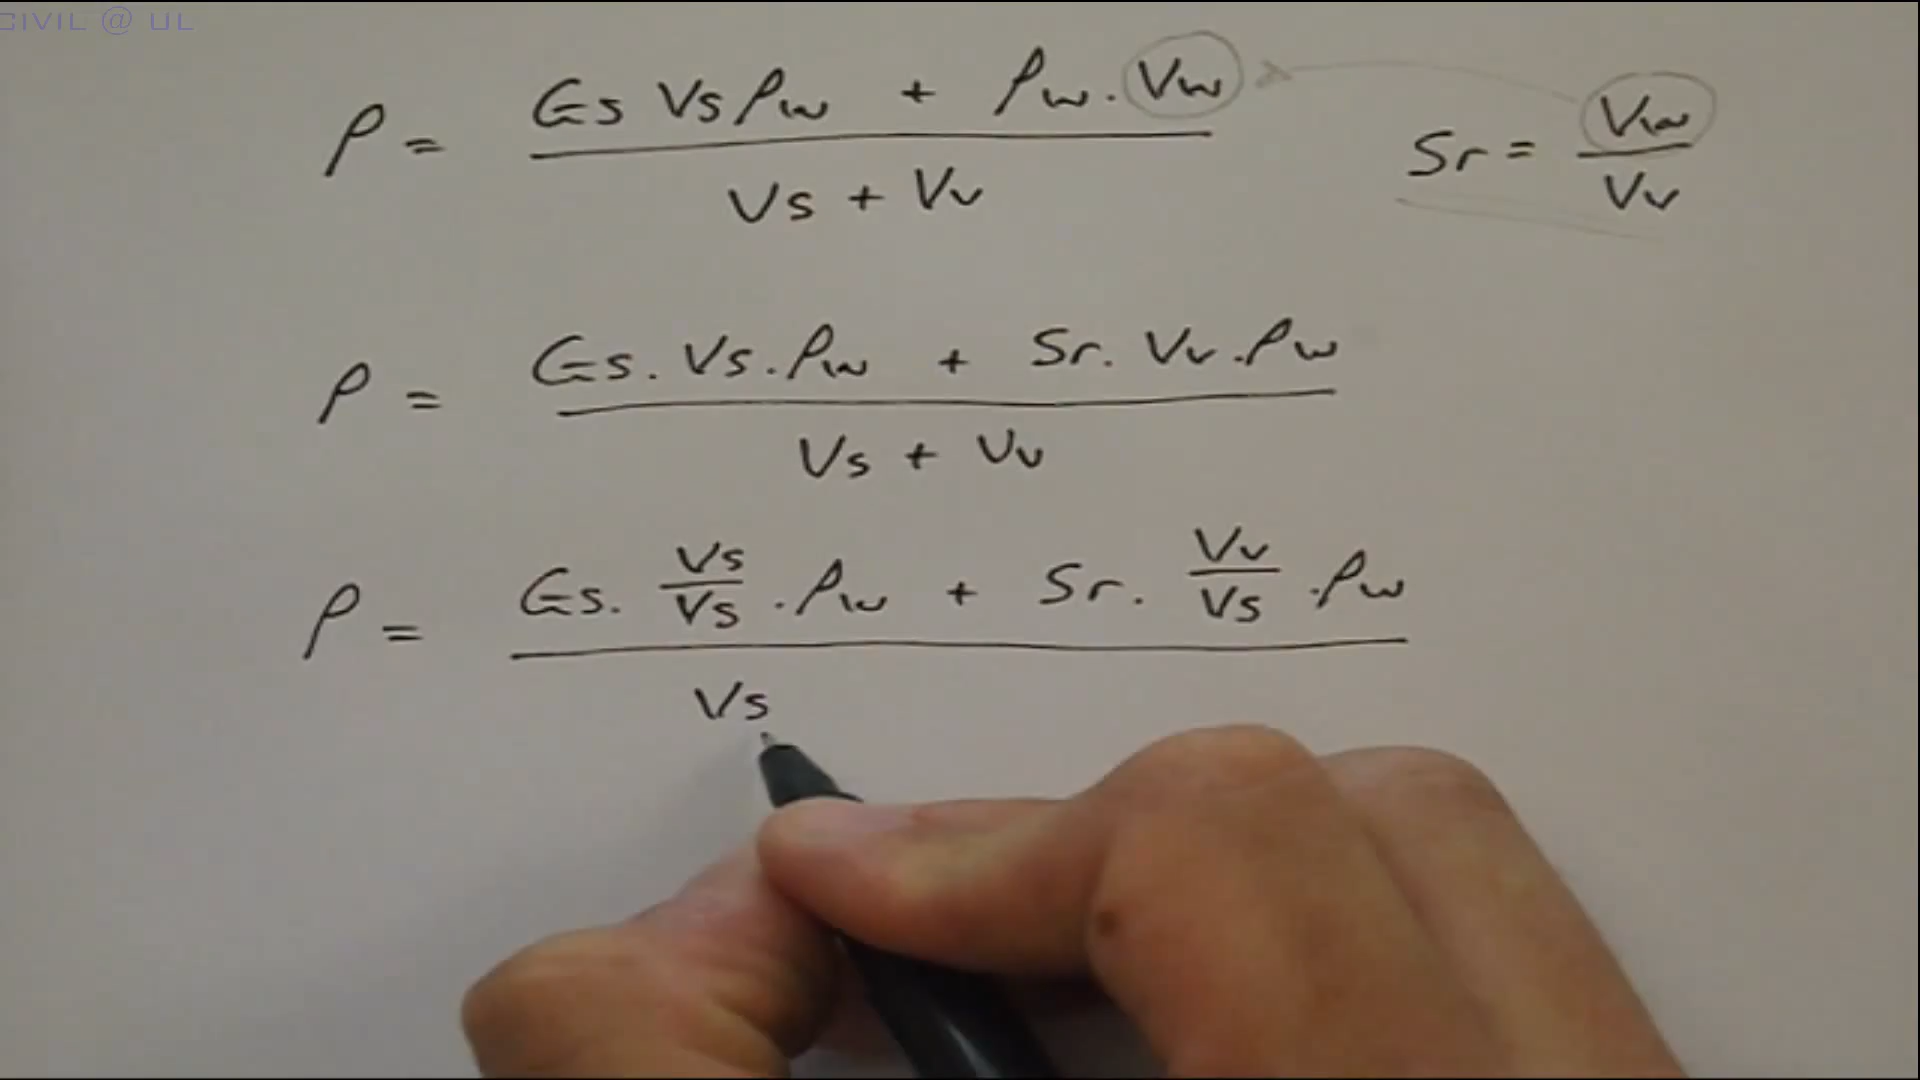 CIVIL @ UL
ρ = (Gs Vs ρw + ρw . Vw) / (Vs + Vv)
Sr = Vw / Vv
ρ = (Gs . Vs . ρw + Sr . Vv . ρw) / (Vs + Vv)
ρ = (Gs . Vs/Vs . ρw + Sr . Vv/Vs . ρw) / Vs